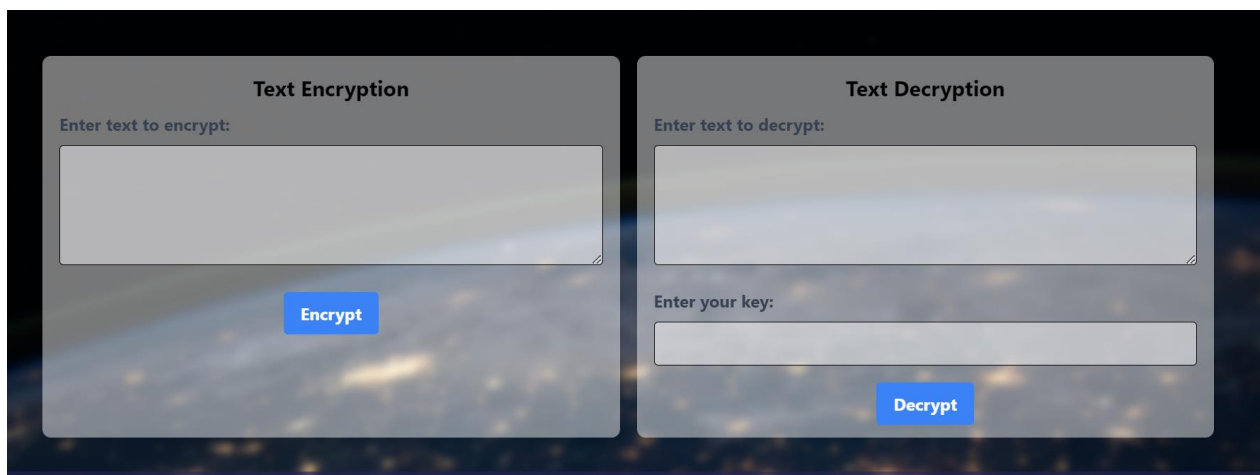 Text Encryption
Enter text to encrypt:
Encrypt
Text Decryption
Enter text to decrypt:
Enter your key:
Decrypt